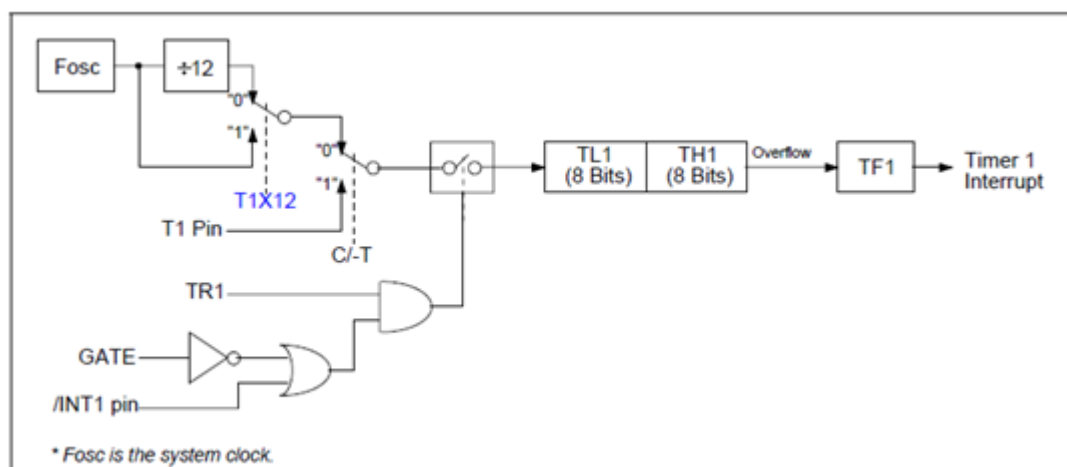 Fosc
÷12
"0"
"1"
T1X12
"0"
"1"
T1 Pin
C/-T
TL1
(8 Bits)
TH1
(8 Bits)
Overflow
TF1
Timer 1
Interrupt
TR1
GATE
/INT1 pin
* Fosc is the system clock.